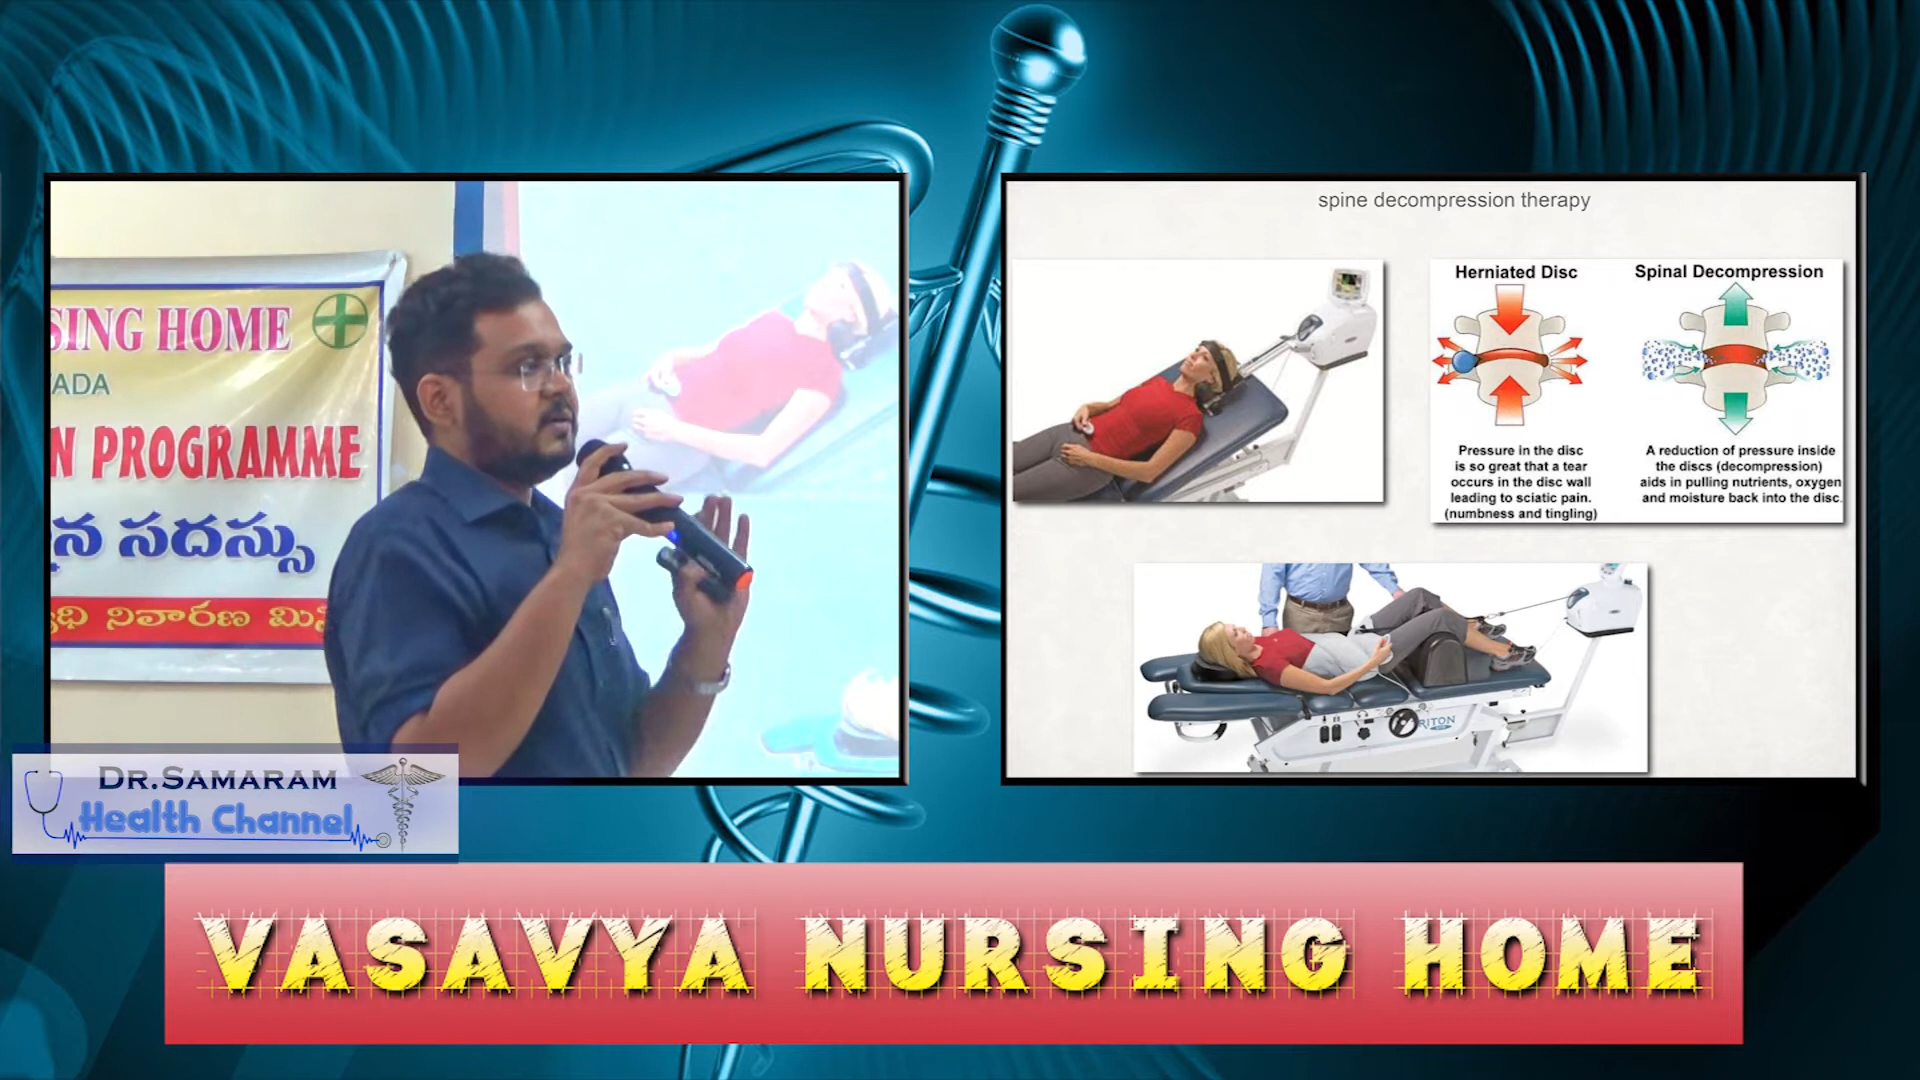 SING HOME
ADA
N PROGRAMME
న సదస్సు
నివారణ
DR.SAMARAM
Health Channel
spine decompression therapy
Herniated Disc
Pressure in the disc
is so great that a tear
occurs in the disc wall
leading to sciatic pain.
(numbness and tingling)
Spinal Decompression
A reduction of pressure inside
the discs (decompression)
aids in pulling nutrients, oxygen
and moisture back into the disc.
RITON
VASAVYA NURSING HOME